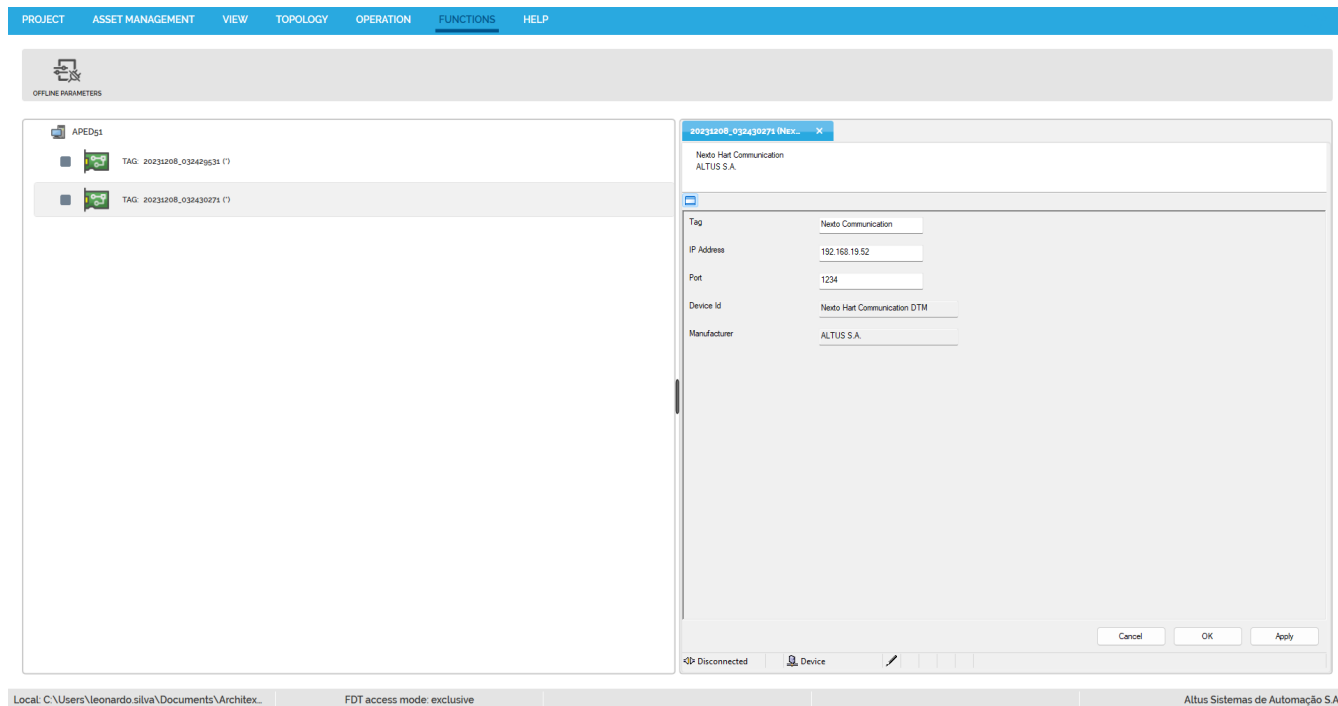 PROJECT ASSET MANAGEMENT VIEW TOPOLOGY OPERATION FUNCTIONS HELP
OFFLINE PARAMETERS
APED51
TAG: 20231208_032429531 (*)
TAG: 20231208_032430271 (*)
20231208_032430271 (Nex... X
Nexto Hart Communication
ALTUS S.A.
Tag Nexto Communication
IP Address 192.168.19.52
Port 1234
Device Id Nexto Hart Communication DTM
Manufacturer ALTUS S.A.
Cancel OK Apply
Disconnected Device
Local: C:\Users\leonardo.silva\Documents\Architex... FDT access mode: exclusive Altus Sistemas de Automação S.A